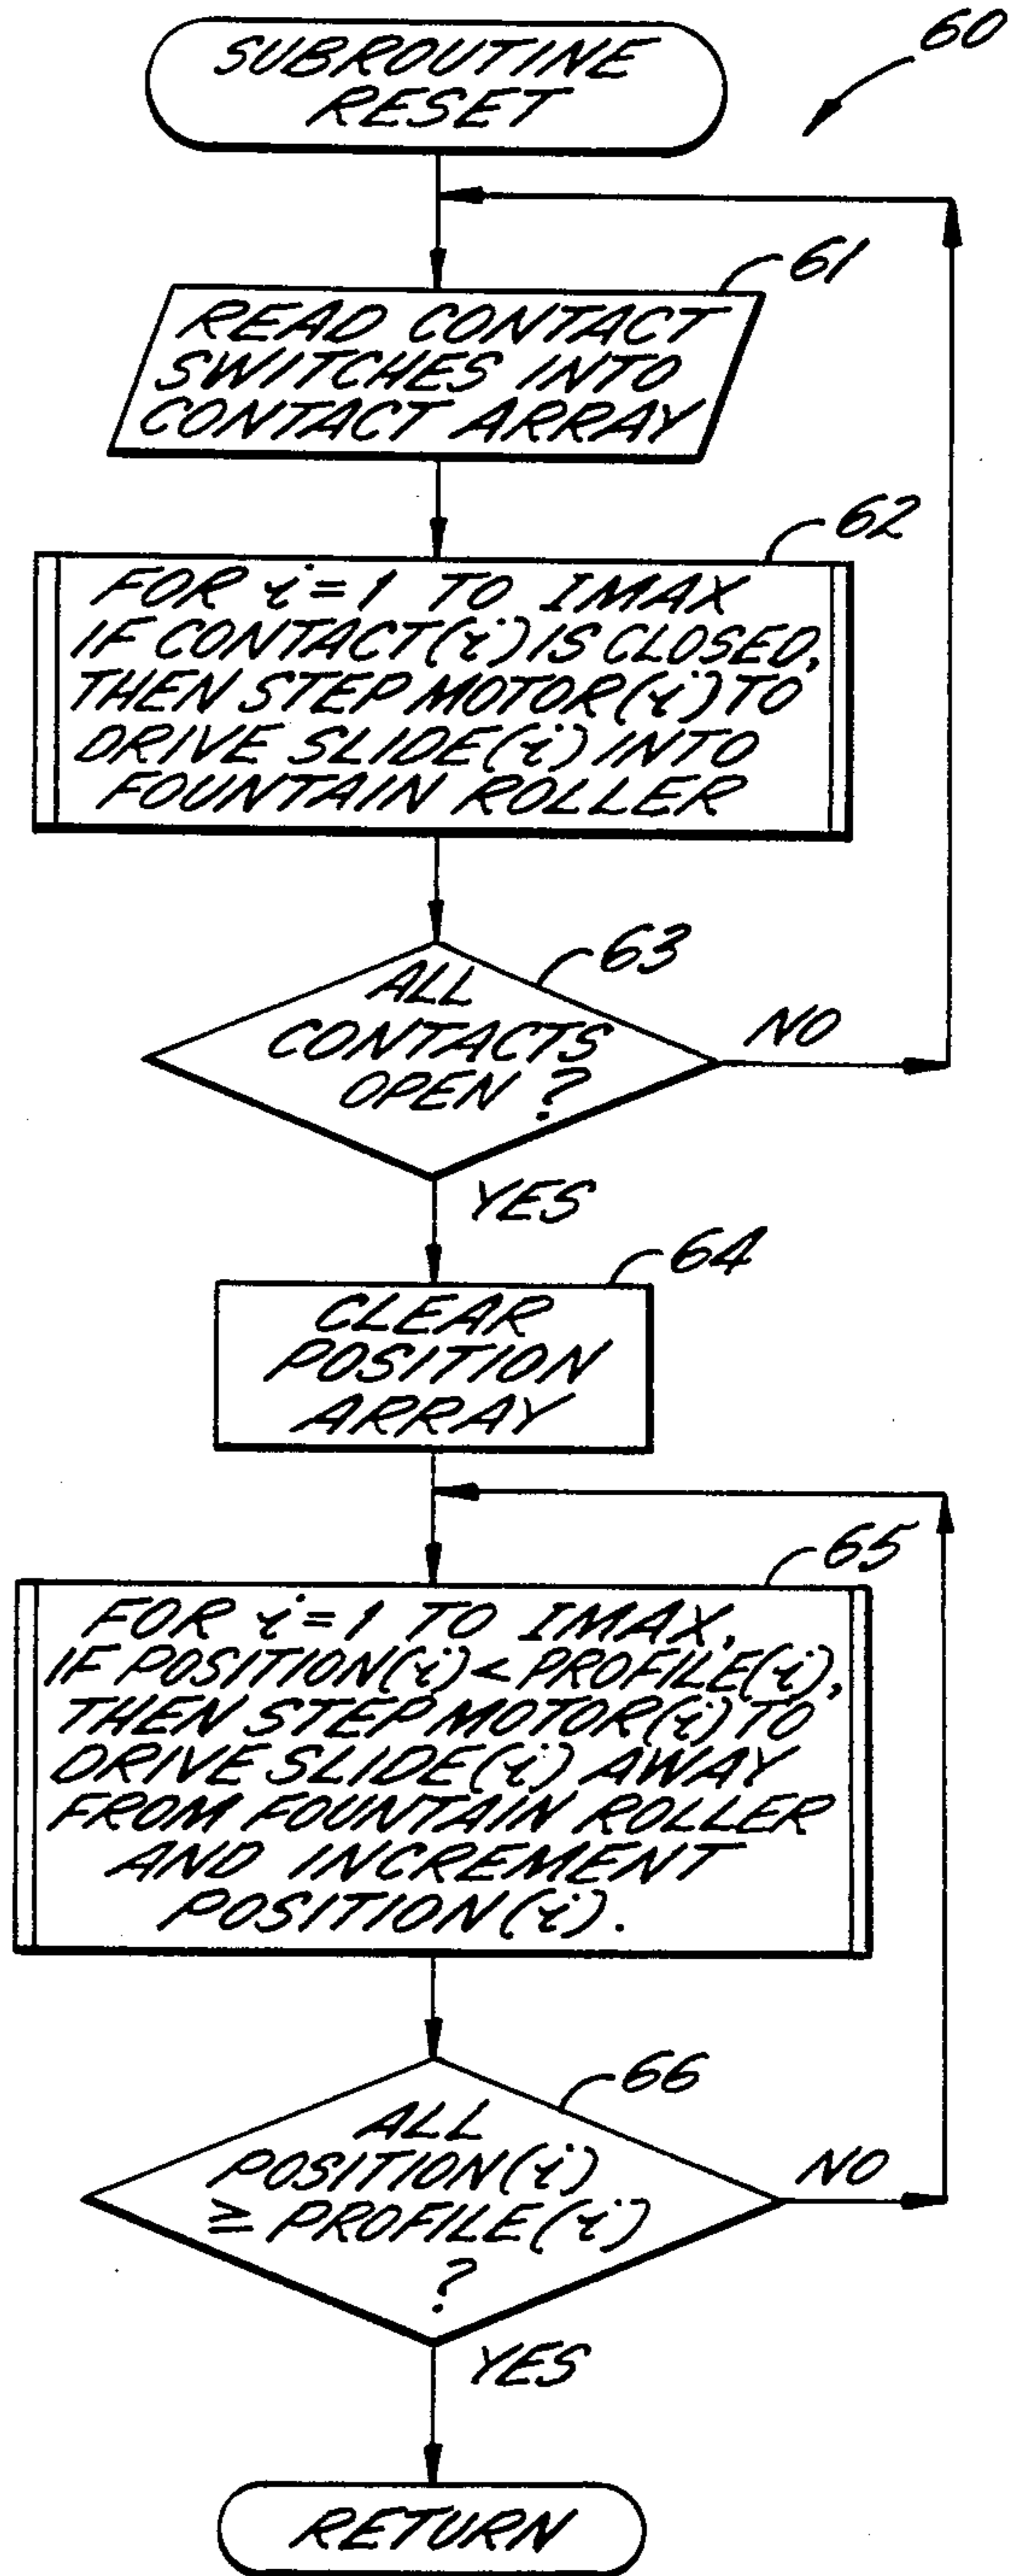 SUBROUTINE
RESET
60
61
READ CONTACT
SWITCHES INTO
CONTACT ARRAY
62
FOR i=1 TO IMAX
IF CONTACT(i) IS CLOSED,
THEN STEP MOTOR(i) TO
DRIVE SLIDE(i) INTO
FOUNTAIN ROLLER
63
ALL
CONTACTS
OPEN ?
NO
YES
64
CLEAR
POSITION
ARRAY
65
FOR i=1 TO IMAX,
IF POSITION(i) < PROFILE(i),
THEN STEP MOTOR(i) TO
DRIVE SLIDE(i) AWAY
FROM FOUNTAIN ROLLER
AND INCREMENT
POSITION(i).
66
ALL
POSITION(i)
≥ PROFILE(i)
?
NO
YES
RETURN